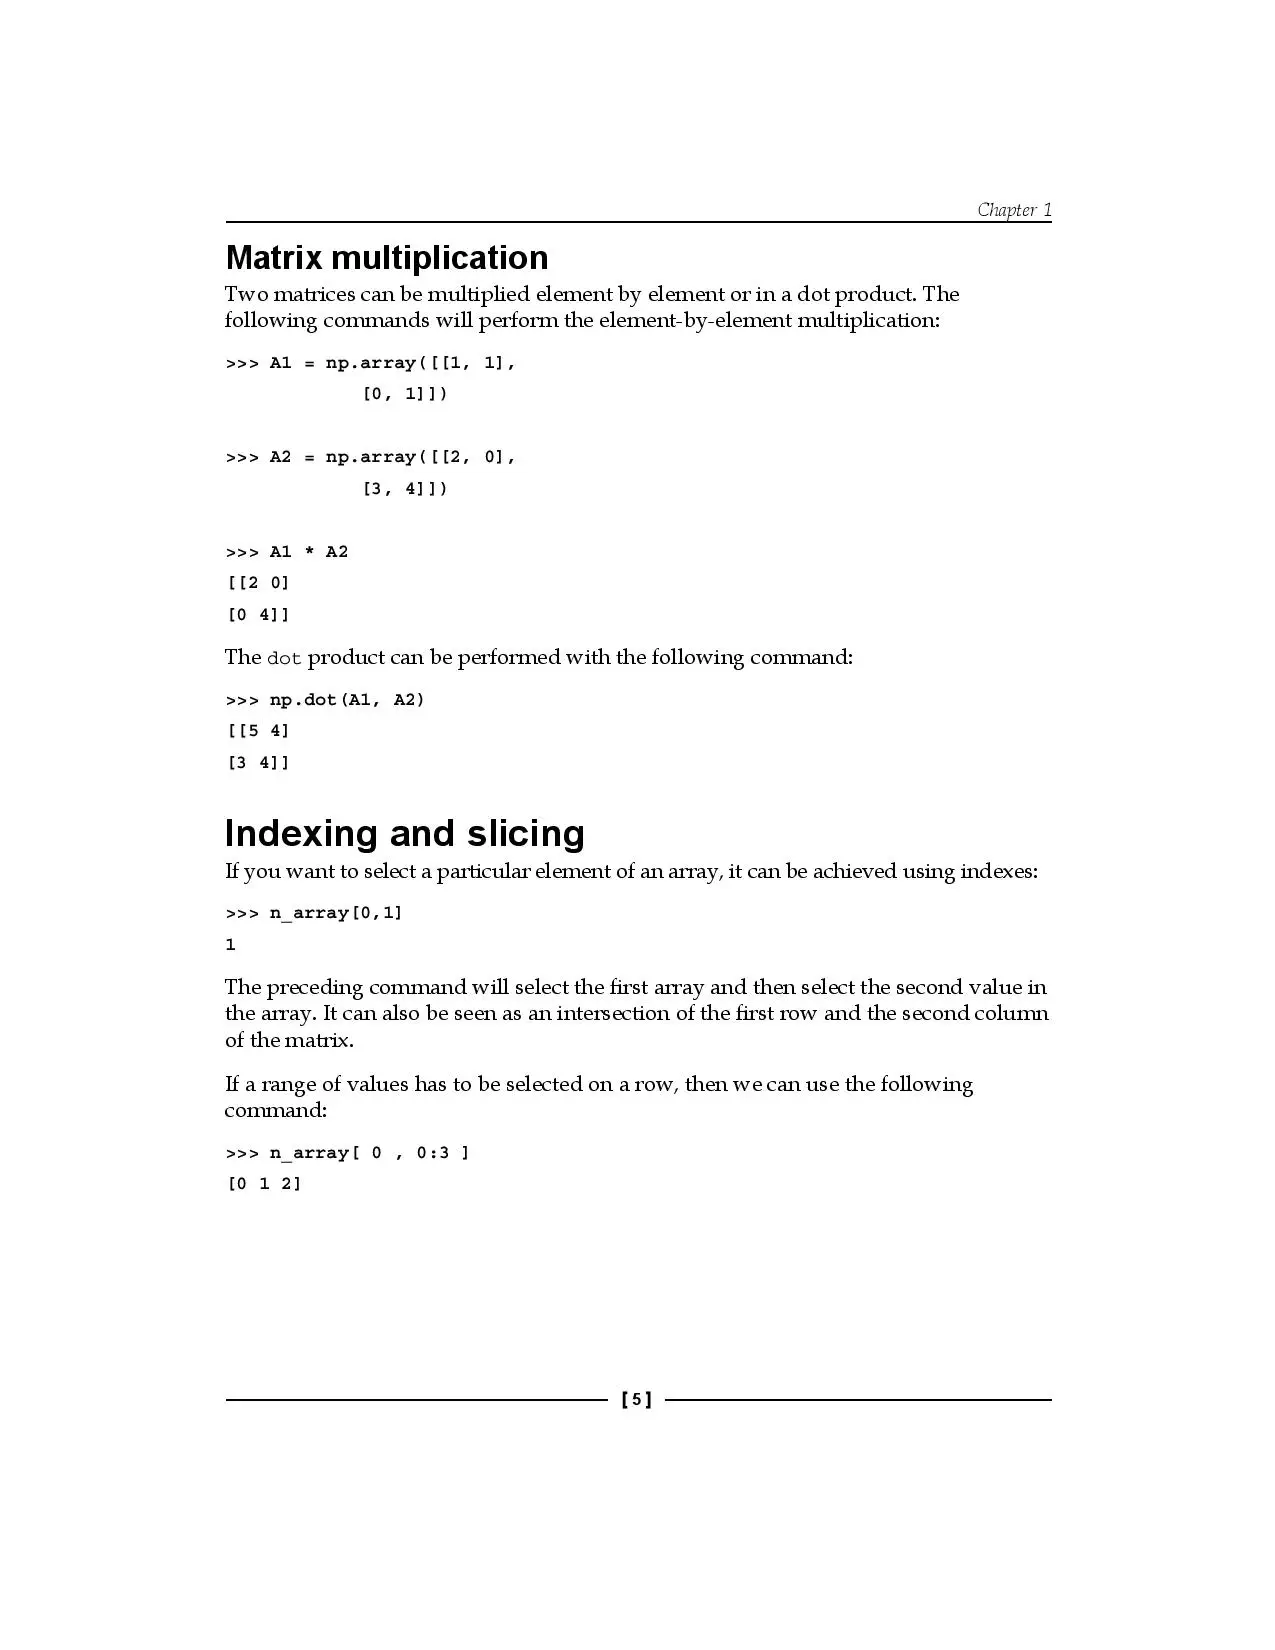 Chapter 1
Matrix multiplication
Two matrices can be multiplied element by element or in a dot product. The
following commands will perform the element-by-element multiplication:
>>> A1 = np.array([[1, 1],
[0, 1]])
>>> A2 = np.array([[2, 0],
[3, 4]])
>>> A1 * A2
[[2 0]
[0 4]]
The dot product can be performed with the following command:
>>> np.dot(A1, A2)
[[5 4]
[3 4]]
Indexing and slicing
If you want to select a particular element of an array, it can be achieved using indexes:
>>> n_array[0,1]
1
The preceding command will select the first array and then select the second value in
the array. It can also be seen as an intersection of the first row and the second column
of the matrix.
If a range of values has to be selected on a row, then we can use the following
command:
>>> n_array[ 0 , 0:3 ]
[0 1 2]
[ 5 ]